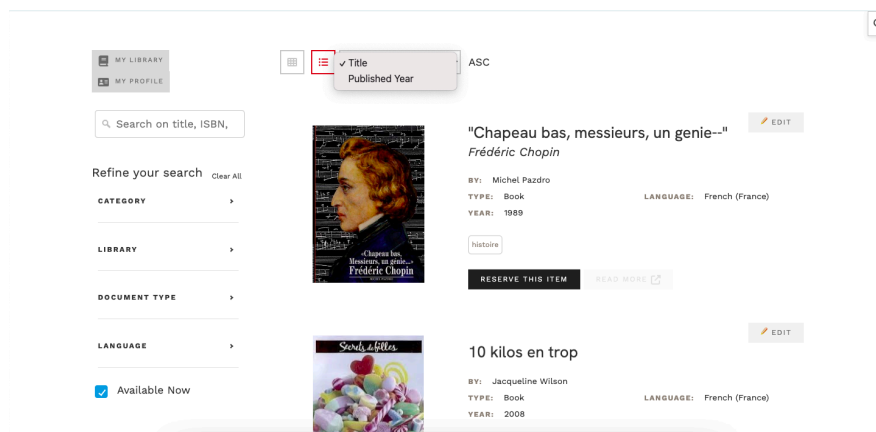 MY LIBRARY
MY PROFILE
Search on title, ISBN,
Refine your search Clear All
CATEGORY
LIBRARY
DOCUMENT TYPE
LANGUAGE
Available Now
✓ Title
Published Year
ASC
EDIT
"Chapeau bas, messieurs, un genie--"
Frédéric Chopin
BY: Michel Pazdro
TYPE: Book LANGUAGE: French (France)
YEAR: 1989
histoire
RESERVE THIS ITEM READ MORE
«Chapeau bas,
Messieurs, un génie...»
Frédéric Chopin
EDIT
10 kilos en trop
BY: Jacqueline Wilson
TYPE: Book LANGUAGE: French (France)
YEAR: 2008
Secrets de filles